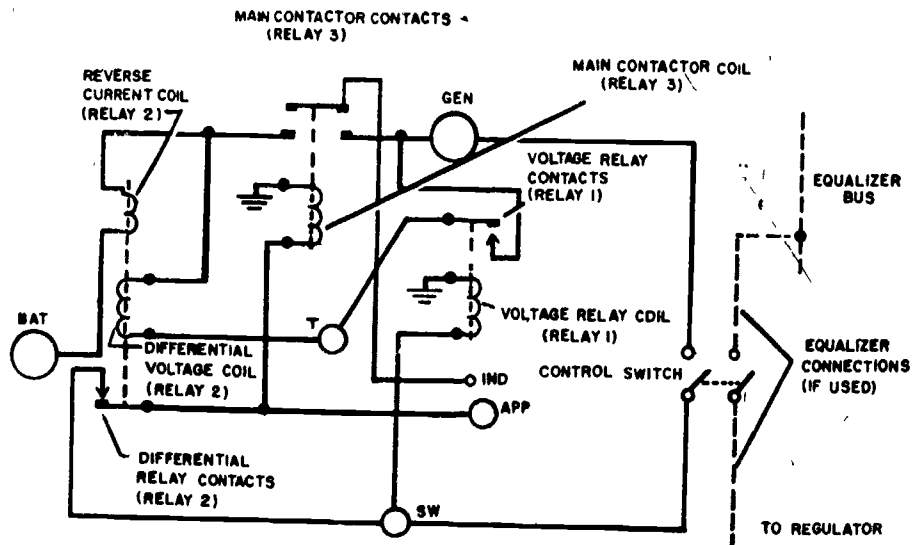 MAIN CONTACTOR CONTACTS
(RELAY 3)
MAIN CONTACTOR COIL
(RELAY 3)
REVERSE
CURRENT COIL
(RELAY 2)
GEN
VOLTAGE RELAY
CONTACTS
(RELAY 1)
EQUALIZER
BUS
BAT
T
VOLTAGE RELAY COIL
(RELAY 1)
DIFFERENTIAL
VOLTAGE COIL
(RELAY 2)
IND
CONTROL SWITCH
EQUALIZER
CONNECTIONS
(IF USED)
APP
DIFFERENTIAL
RELAY CONTACTS
(RELAY 2)
SW
TO REGULATOR